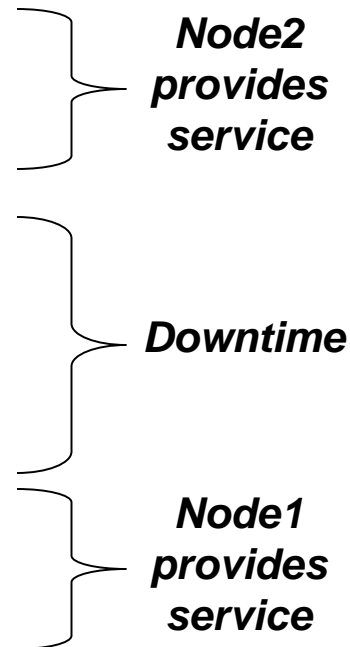 Node2
provides
service
Downtime
Node1
provides
service